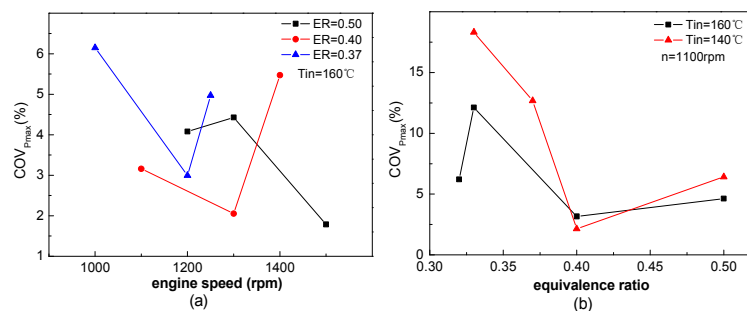 ER=0.50
ER=0.40
ER=0.37
Tin=160℃
COV_Pmax(%)
6
5
4
3
2
1
1000
1200
1400
engine speed (rpm)
(a)
Tin=160℃
Tin=140℃
n=1100rpm
COV_Pmax(%)
15
10
5
0
0.30
0.35
0.40
0.45
0.50
equivalence ratio
(b)